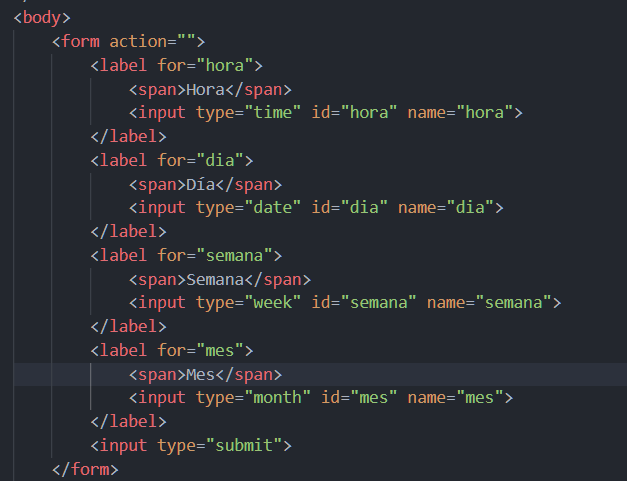 <body>
<form action="">
<label for="hora">
<span>Hora</span>
<input type="time" id="hora" name="hora">
</label>
<label for="dia">
<span>Día</span>
<input type="date" id="dia" name="dia">
</label>
<label for="semana">
<span>Semana</span>
<input type="week" id="semana" name="semana">
</label>
<label for="mes">
<span>Mes</span>
<input type="month" id="mes" name="mes">
</label>
<input type="submit">
</form>